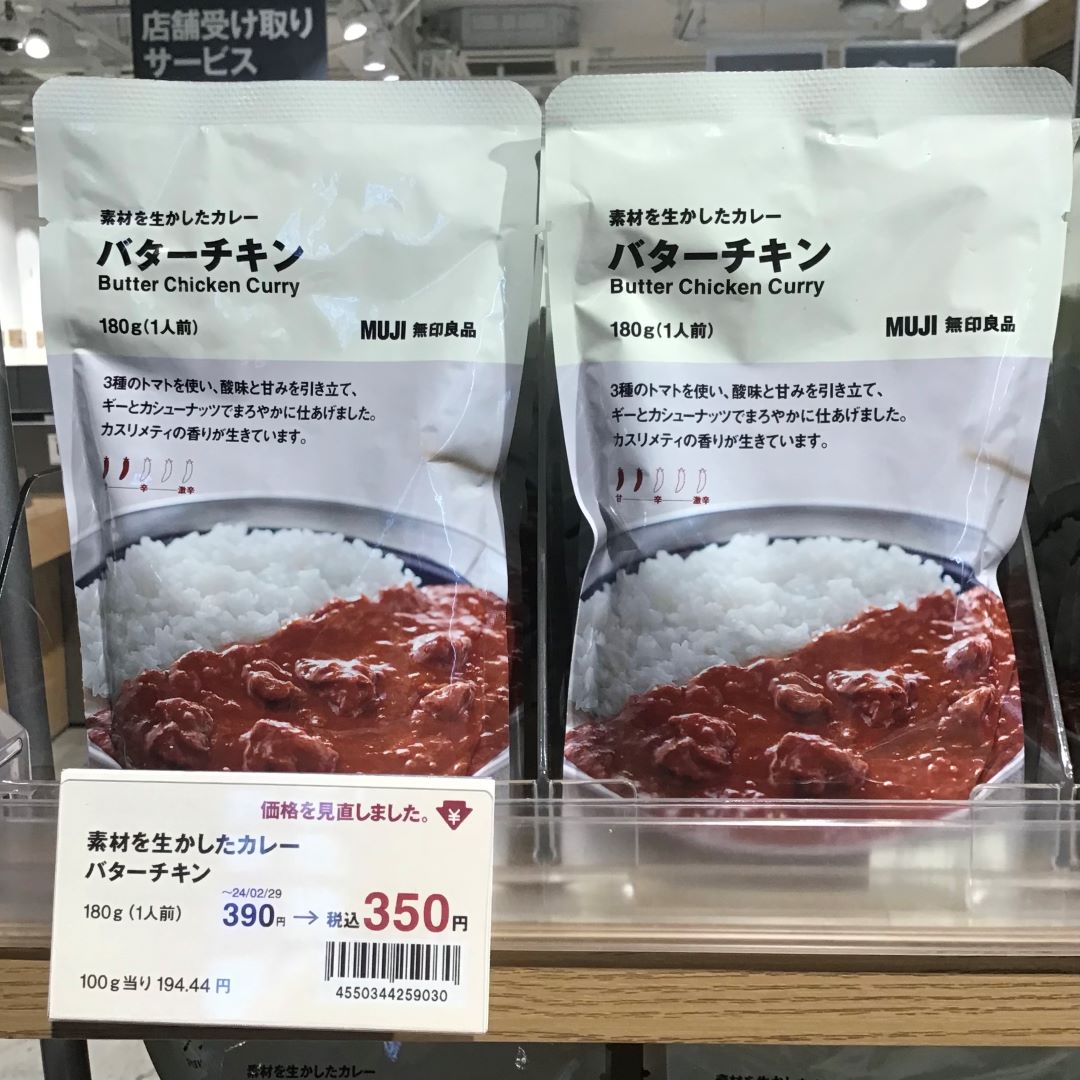 店舗受け取り
サービス
素材を生かしたカレー
バターチキン
Butter Chicken Curry
180g(1人前)
MUJI 無印良品
3種のトマトを使い、酸味と甘みを引き立て、
ギーとカシューナッツでまろやかに仕あげました。
カスリメティの香りが生きています。
辛 激辛
素材を生かしたカレー
バターチキン
Butter Chicken Curry
180g(1人前)
MUJI 無印良品
3種のトマトを使い、酸味と甘みを引き立て、
ギーとカシューナッツでまろやかに仕あげました。
カスリメティの香りが生きています。
甘 辛 激辛
価格を見直しました。¥
素材を生かしたカレー
バターチキン
180g(1人前)
~24/02/29
390円→税込350円
100g当り 194.44 円
4550344259030
素材を生かしたカレー